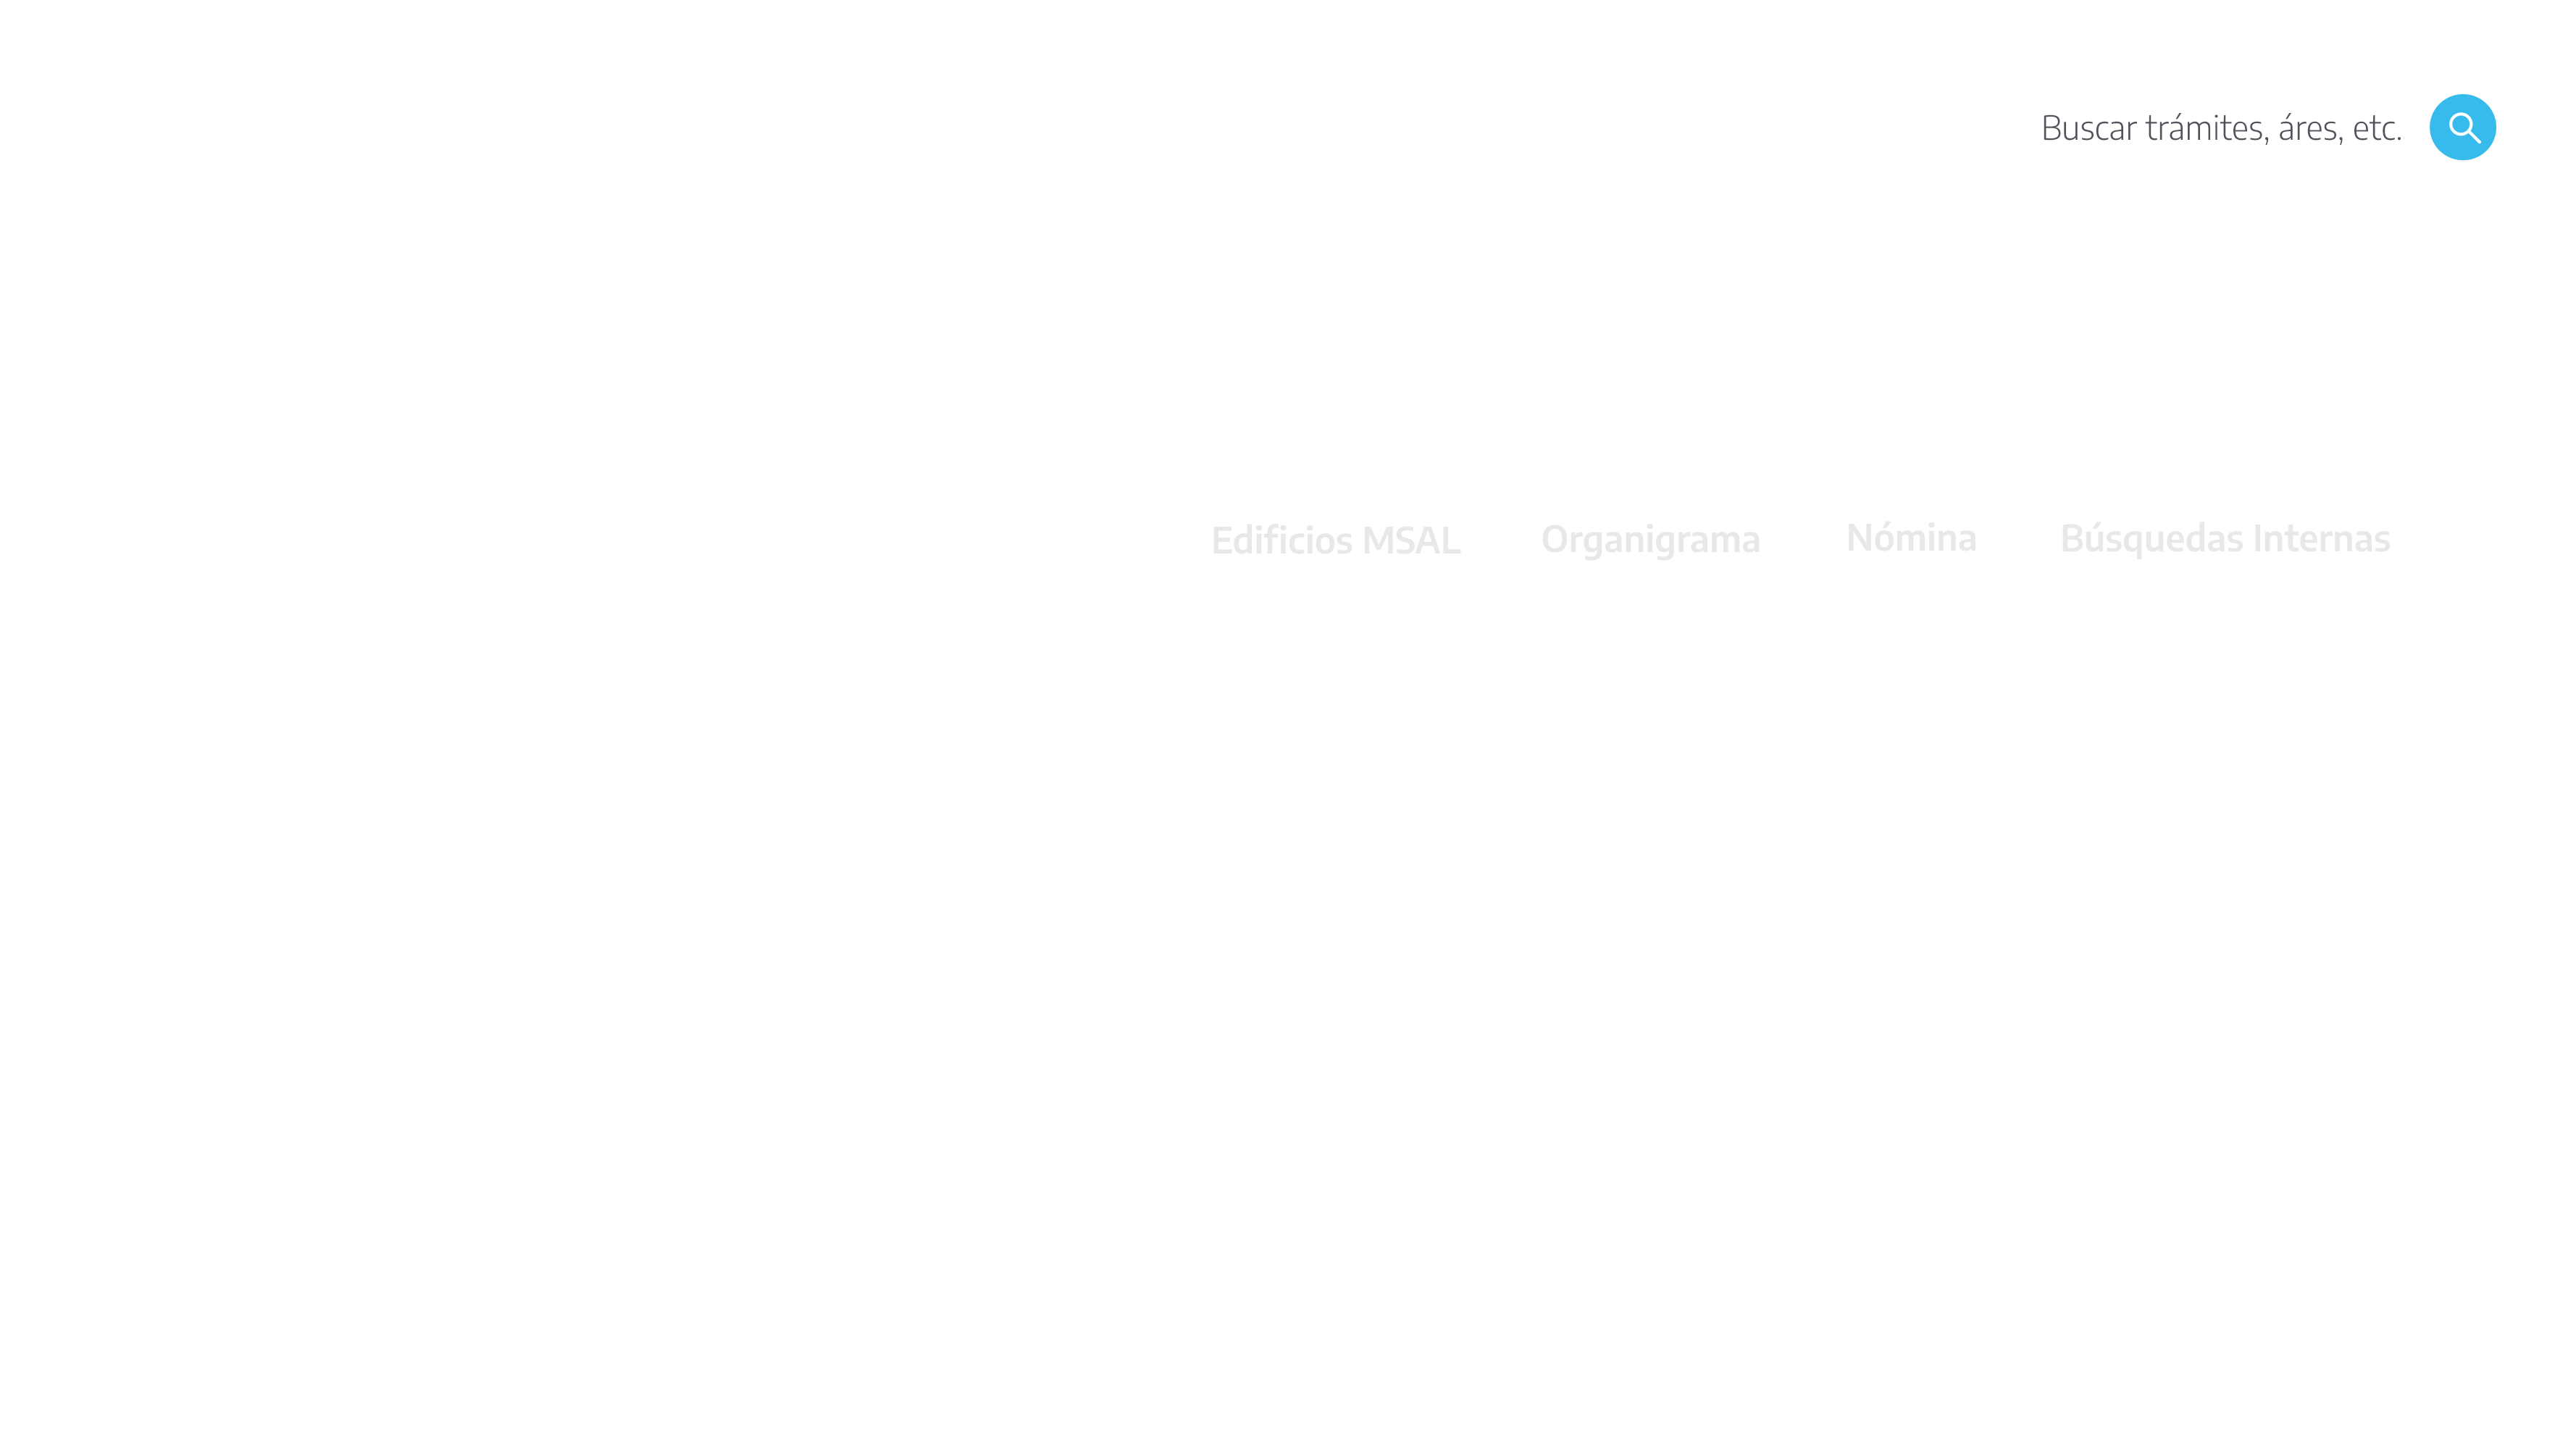 Buscar trámites, áres, etc.
Edificios MSAL Organigrama Nómina Búsquedas Internas